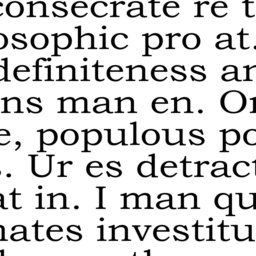 consecrate re t
osophic pro at.
definiteness an
ns man en. Or
e, populous po
s. Ur es detract
at in. I man qu
nates investitu